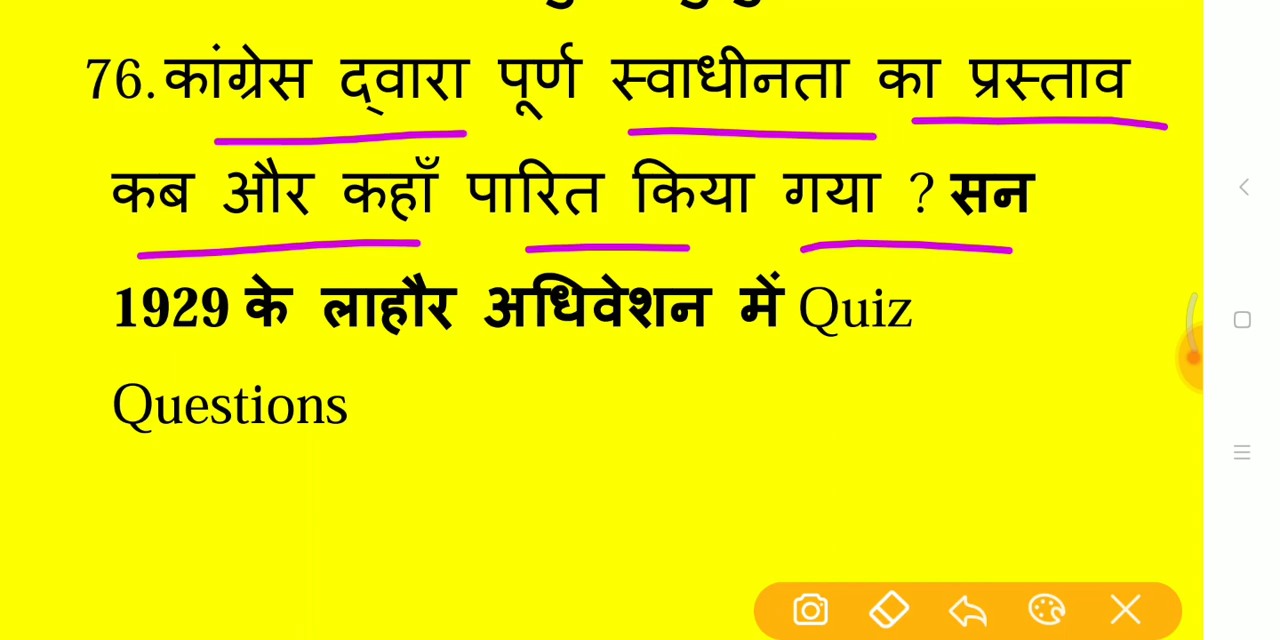 76.कांग्रेस द्वारा पूर्ण स्वाधीनता का प्रस्ताव
कब और कहाँ पारित किया गया ? सन
1929 के लाहौर अधिवेशन में Quiz
Questions